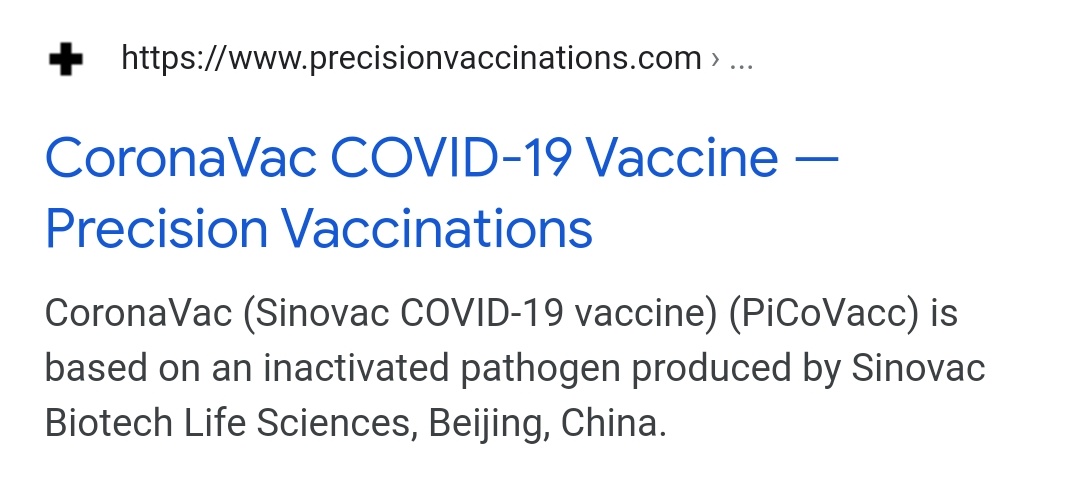 https://www.precisionvaccinations.com › ...
CoronaVac COVID-19 Vaccine —
Precision Vaccinations
CoronaVac (Sinovac COVID-19 vaccine) (PiCoVacc) is
based on an inactivated pathogen produced by Sinovac
Biotech Life Sciences, Beijing, China.